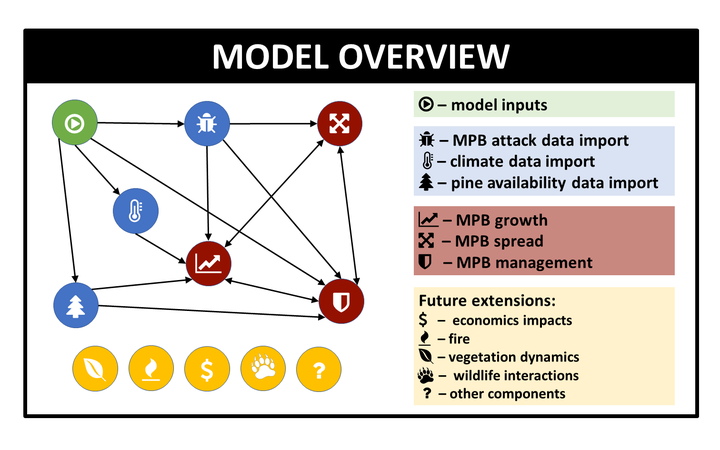 MODEL OVERVIEW
– model inputs
– MPB attack data import
– climate data import
– pine availability data import
– MPB growth
– MPB spread
– MPB management
Future extensions:
$ – economics impacts
– fire
– vegetation dynamics
– wildlife interactions
? – other components
$ ?